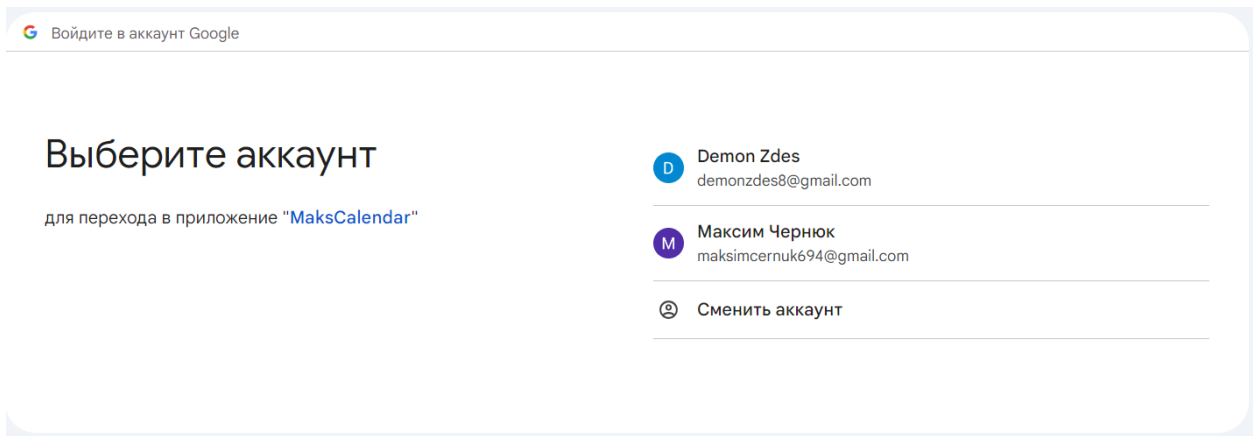 Войдите в аккаунт Google
Выберите аккаунт
для перехода в приложение "MaksCalendar"
D
Demon Zdes
demonzdes8@gmail.com
М
Максим Чернюк
maksimcernuk694@gmail.com
Сменить аккаунт